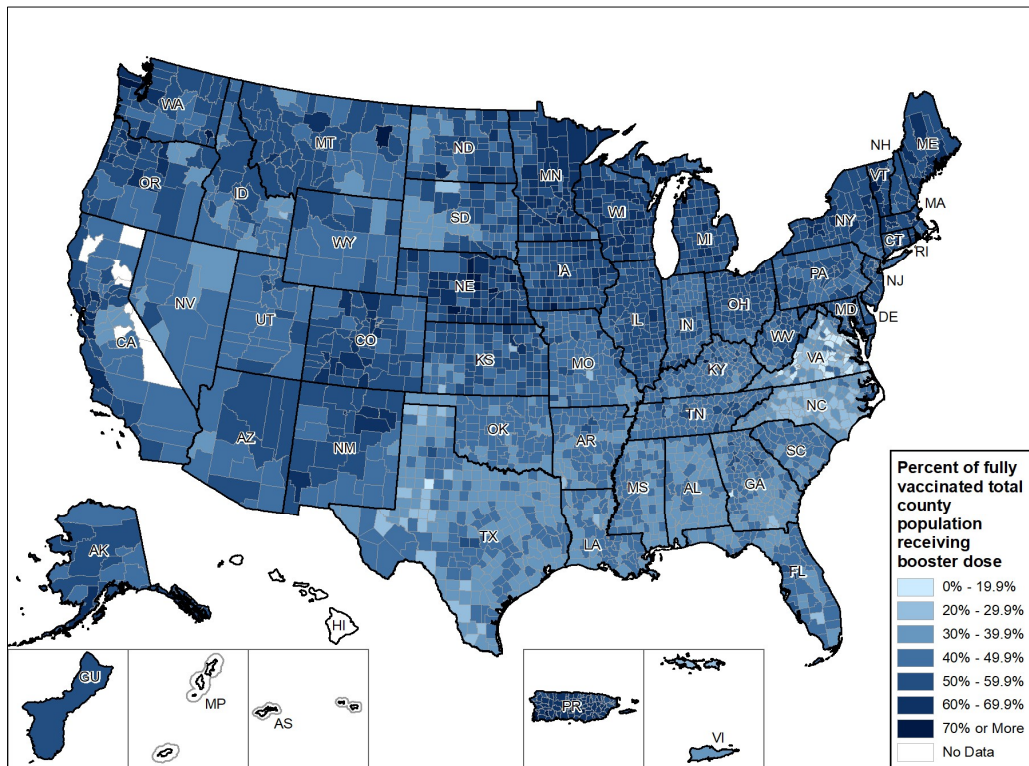 WA
MT
ND
MN
OR
ID
SD
WI
MI
WY
NH
ME
VT
MA
NY
CT
RI
NV
UT
CO
NE
IA
IL
IN
OH
PA
NJ
MD
DE
CA
KS
MO
KY
WV
VA
AZ
NM
OK
AR
TN
NC
SC
TX
LA
MS
AL
GA
FL
AK
HI
GU
MP
AS
PR
VI
Percent of fully
vaccinated total
county
population
receiving
booster dose
0% - 19.9%
20% - 29.9%
30% - 39.9%
40% - 49.9%
50% - 59.9%
60% - 69.9%
70% or More
No Data